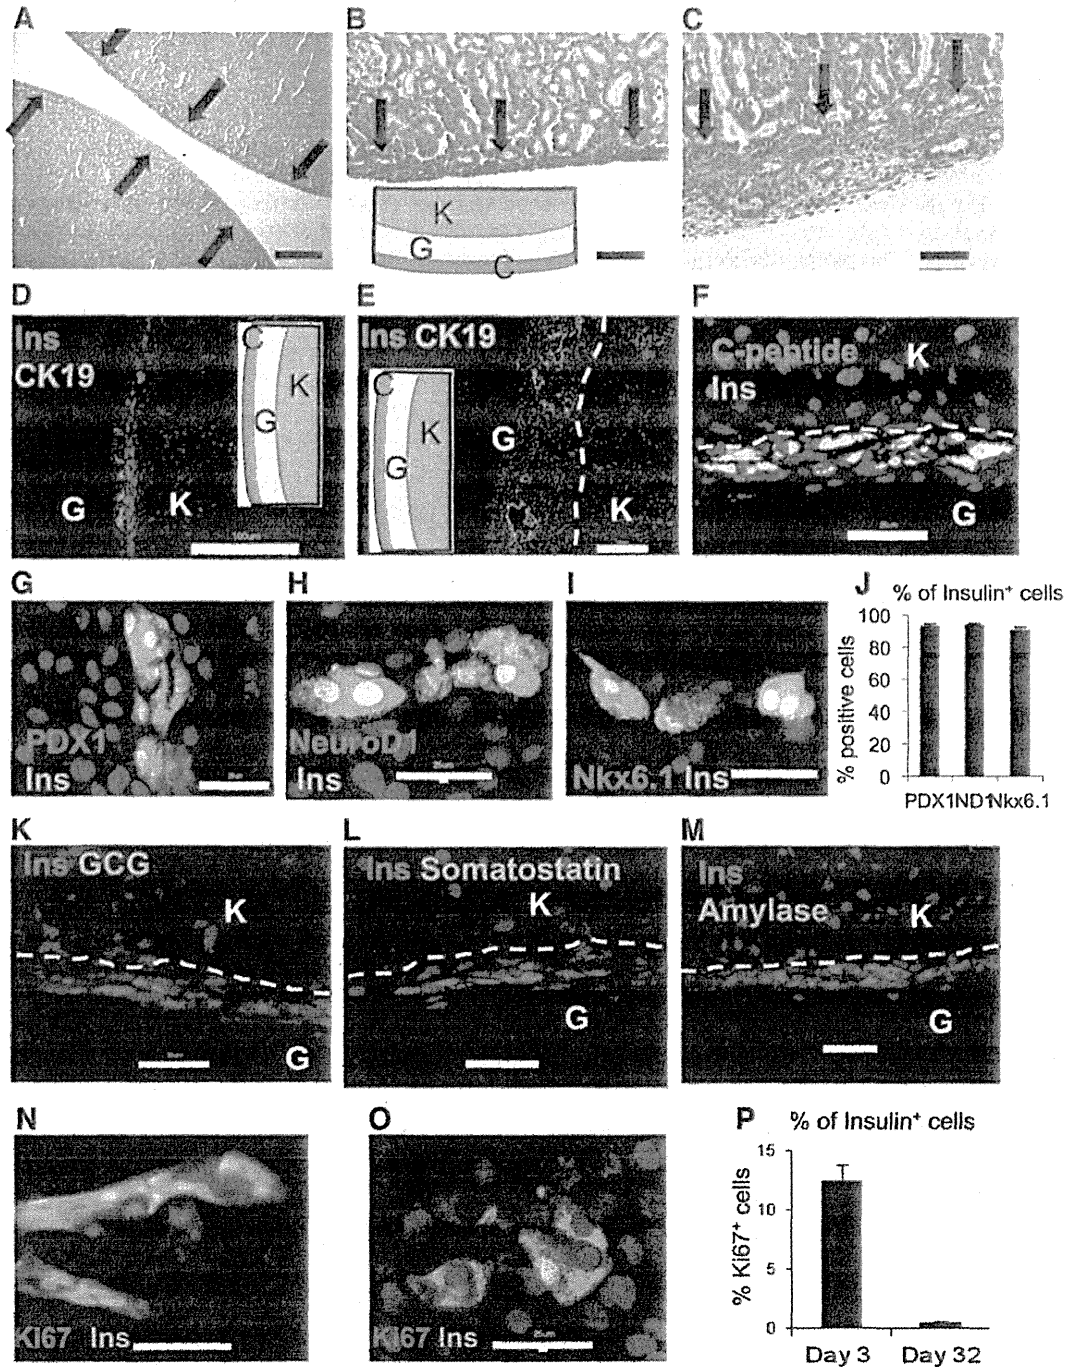 A
B
C
K
G
C
D
Ins
CK19
C
K
G
G
K
E
Ins CK19
C
K
G
G
K
F
C-peptide
K
Ins
G
G
PDX1
Ins
H
NeuroD1
Ins
I
Nkx6.1 Ins
J
% of Insulin⁺ cells
% positive cells
100
80
60
40
20
0
PDX1 ND1 Nkx6.1
K
Ins GCG
K
G
L
Ins Somatostatin
K
G
M
Ins
Amylase
K
G
N
Ki67 Ins
O
Ki67 Ins
P
% of Insulin⁺ cells
% Ki67⁺ cells
15
10
5
0
Day 3 Day 32